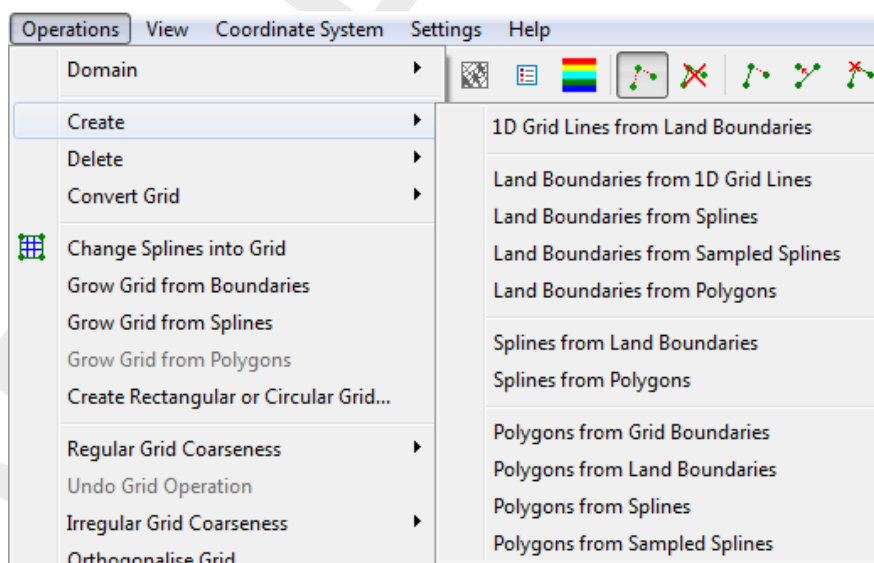 Operations View Coordinate System Settings Help
Domain
Create
Delete
Convert Grid
Change Splines into Grid
Grow Grid from Boundaries
Grow Grid from Splines
Grow Grid from Polygons
Create Rectangular or Circular Grid...
Regular Grid Coarseness
Undo Grid Operation
Irregular Grid Coarseness
Orthogonalise Grid
1D Grid Lines from Land Boundaries
Land Boundaries from 1D Grid Lines
Land Boundaries from Splines
Land Boundaries from Sampled Splines
Land Boundaries from Polygons
Splines from Land Boundaries
Splines from Polygons
Polygons from Grid Boundaries
Polygons from Land Boundaries
Polygons from Splines
Polygons from Sampled Splines